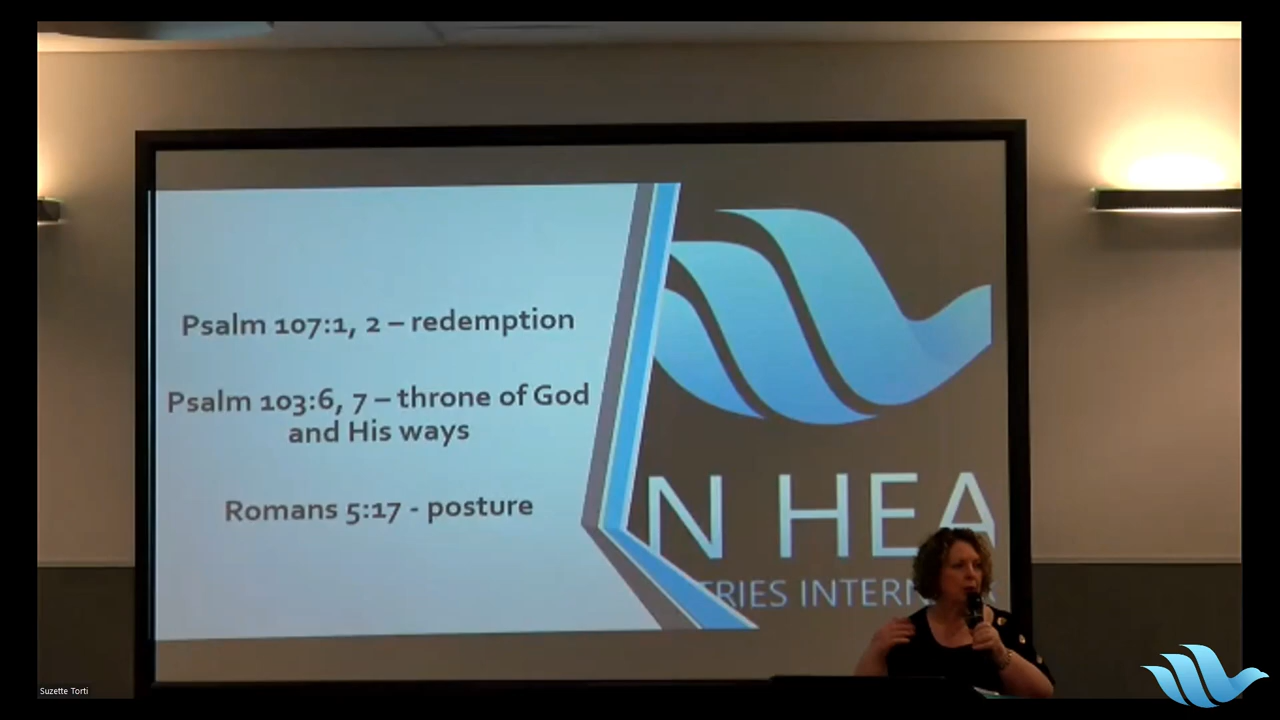 Psalm 107:1, 2 – redemption
Psalm 103:6, 7 – throne of God
and His ways
Romans 5:17 - posture
N HEA
RIES INTERN
Suzette Torti